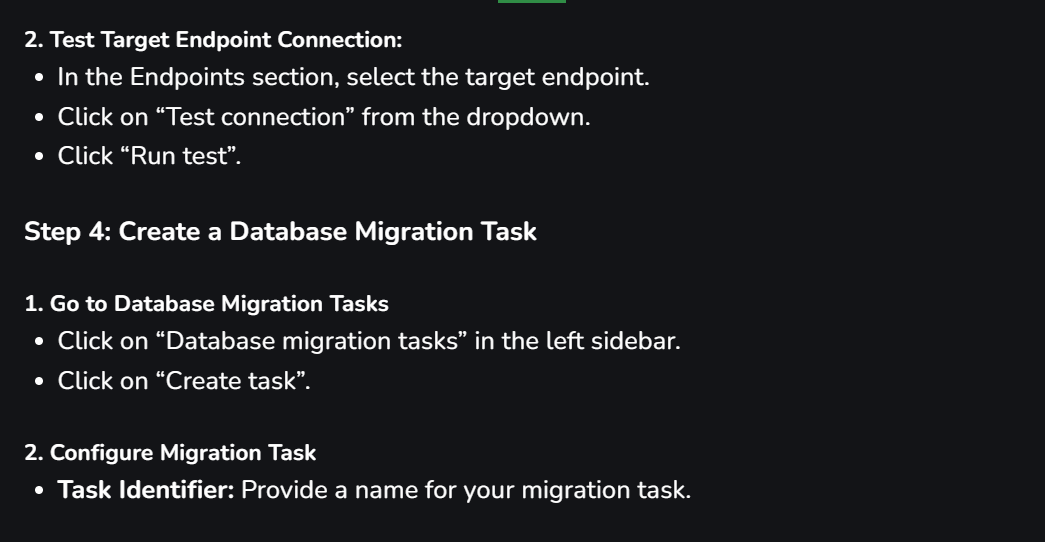 2. Test Target Endpoint Connection:
• In the Endpoints section, select the target endpoint.
• Click on “Test connection” from the dropdown.
• Click “Run test”.
Step 4: Create a Database Migration Task
1. Go to Database Migration Tasks
• Click on “Database migration tasks” in the left sidebar.
• Click on “Create task”.
2. Configure Migration Task
• Task Identifier: Provide a name for your migration task.